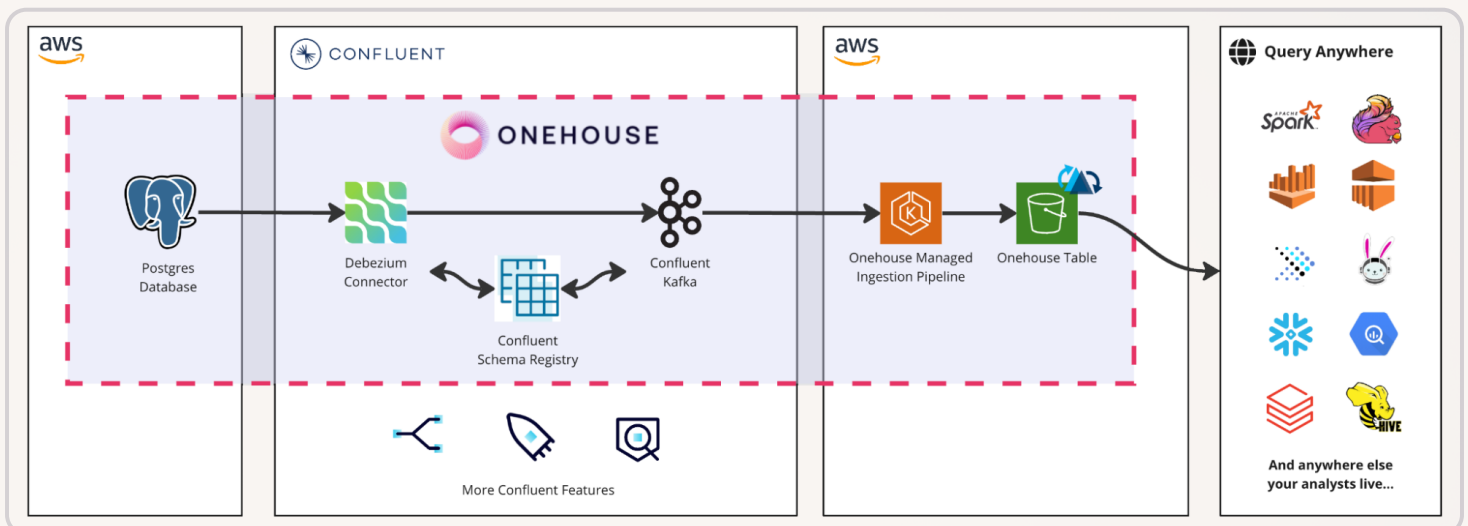 aws
CONFLUENT
aws
Query Anywhere
ONEHOUSE
APACHE
Spark
Postgres
Database
Debezium
Connector
Confluent
Kafka
K
Onehouse Managed
Ingestion Pipeline
Onehouse Table
Confluent
Schema Registry
HIVE
More Confluent Features
And anywhere else
your analysts live...